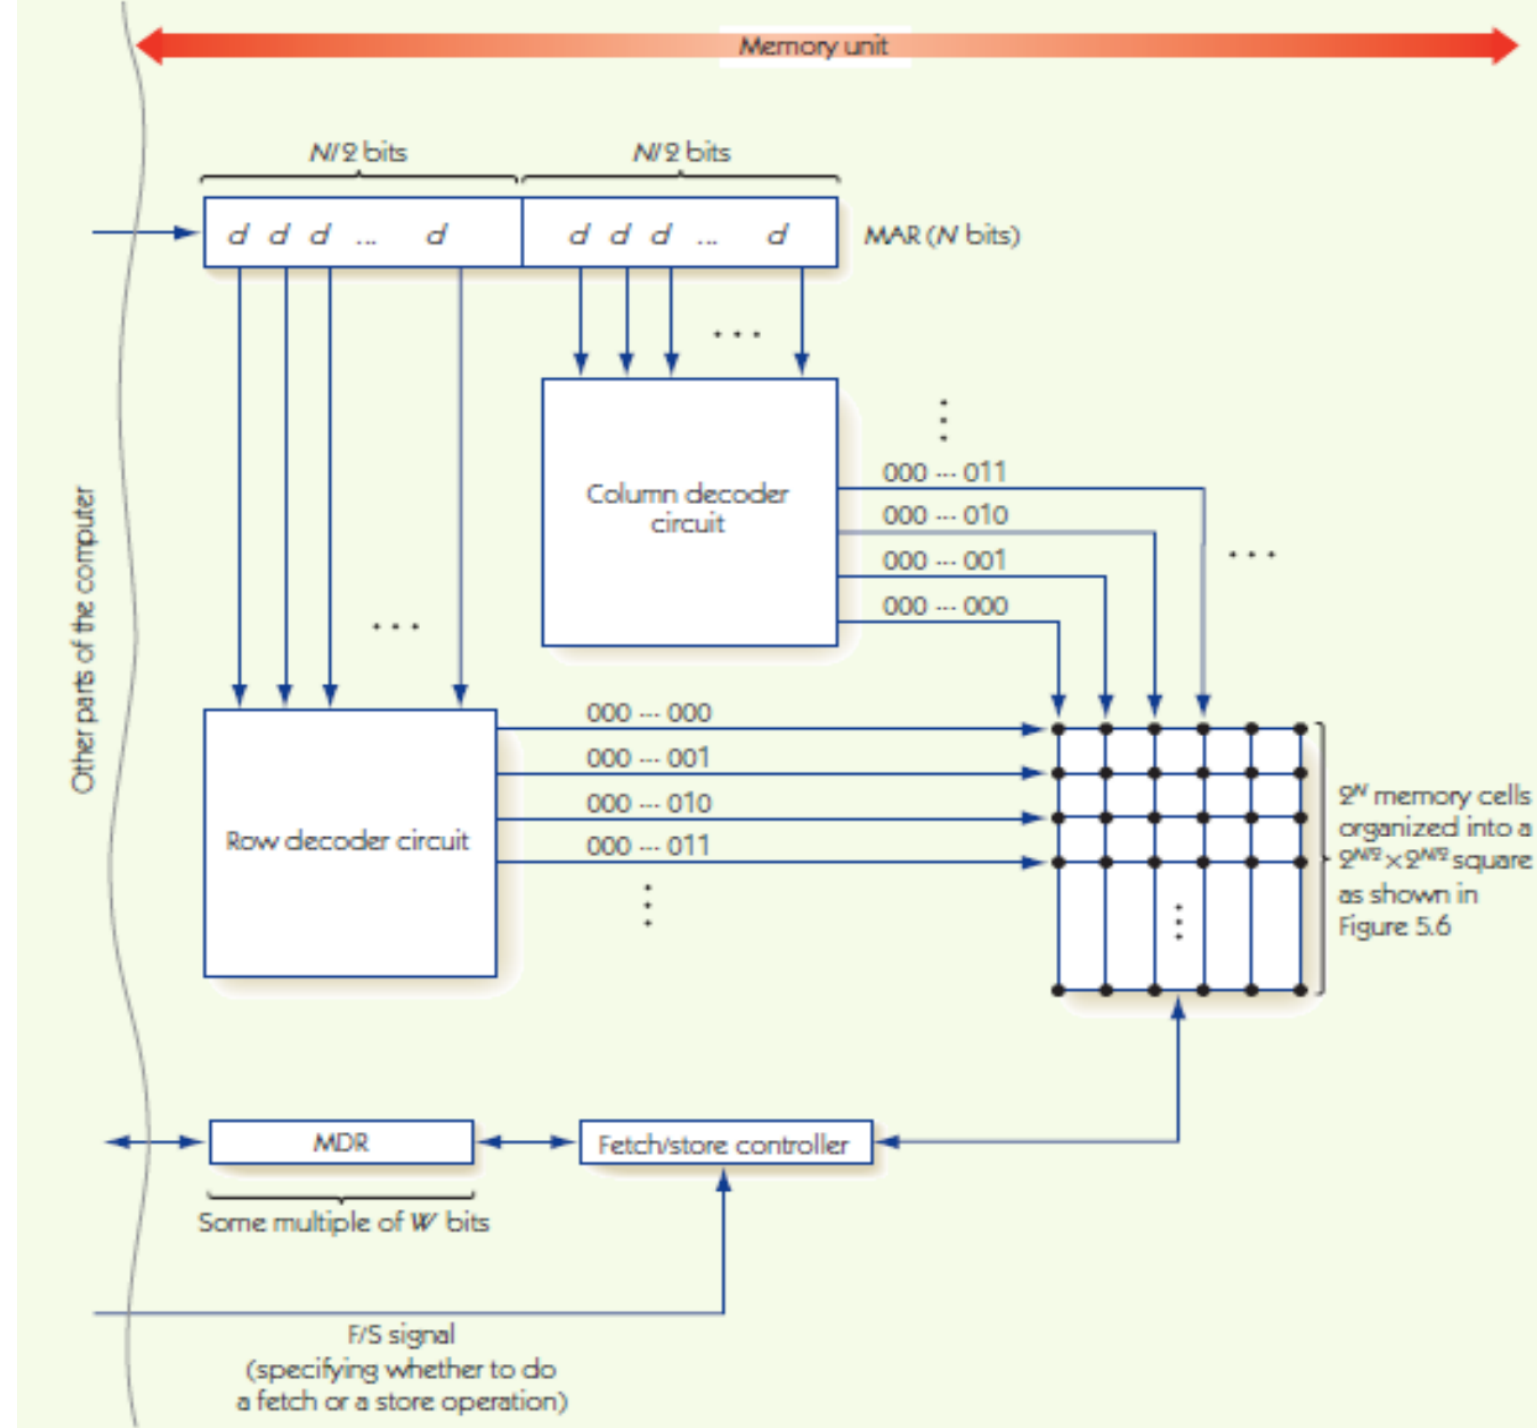 Memory unit
N/2 bits
N/2 bits
d d d ... d
d d d ... d
MAR (N bits)
...
Column decoder
circuit
000 --- 011
000 --- 010
000 --- 001
000 --- 000
...
Other parts of the computer
...
Row decoder circuit
000 --- 000
000 --- 001
000 --- 010
000 --- 011
2ᴺ memory cells
organized into a
2ᴺ/²×2ᴺ/² square
as shown in
Figure 5.6
MDR
Fetch/store controller
Some multiple of W bits
F/S signal
(specifying whether to do
a fetch or a store operation)